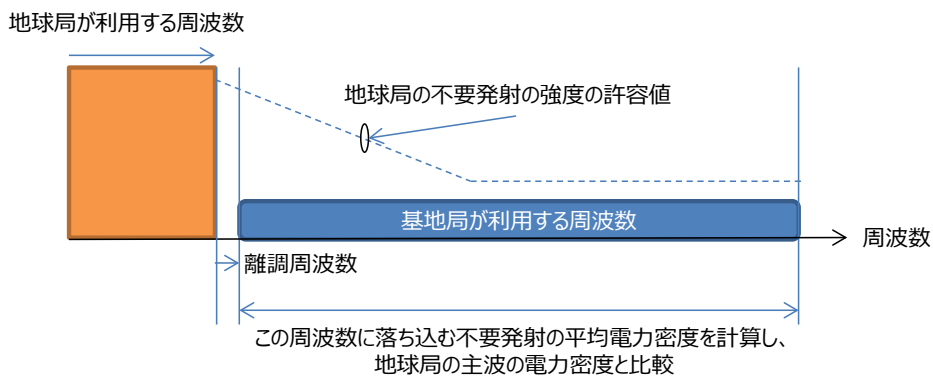 地球局が利用する周波数
地球局の不要発射の強度の許容値
基地局が利用する周波数
周波数
離調周波数
この周波数に落ち込む不要発射の平均電力密度を計算し、
地球局の主波の電力密度と比較